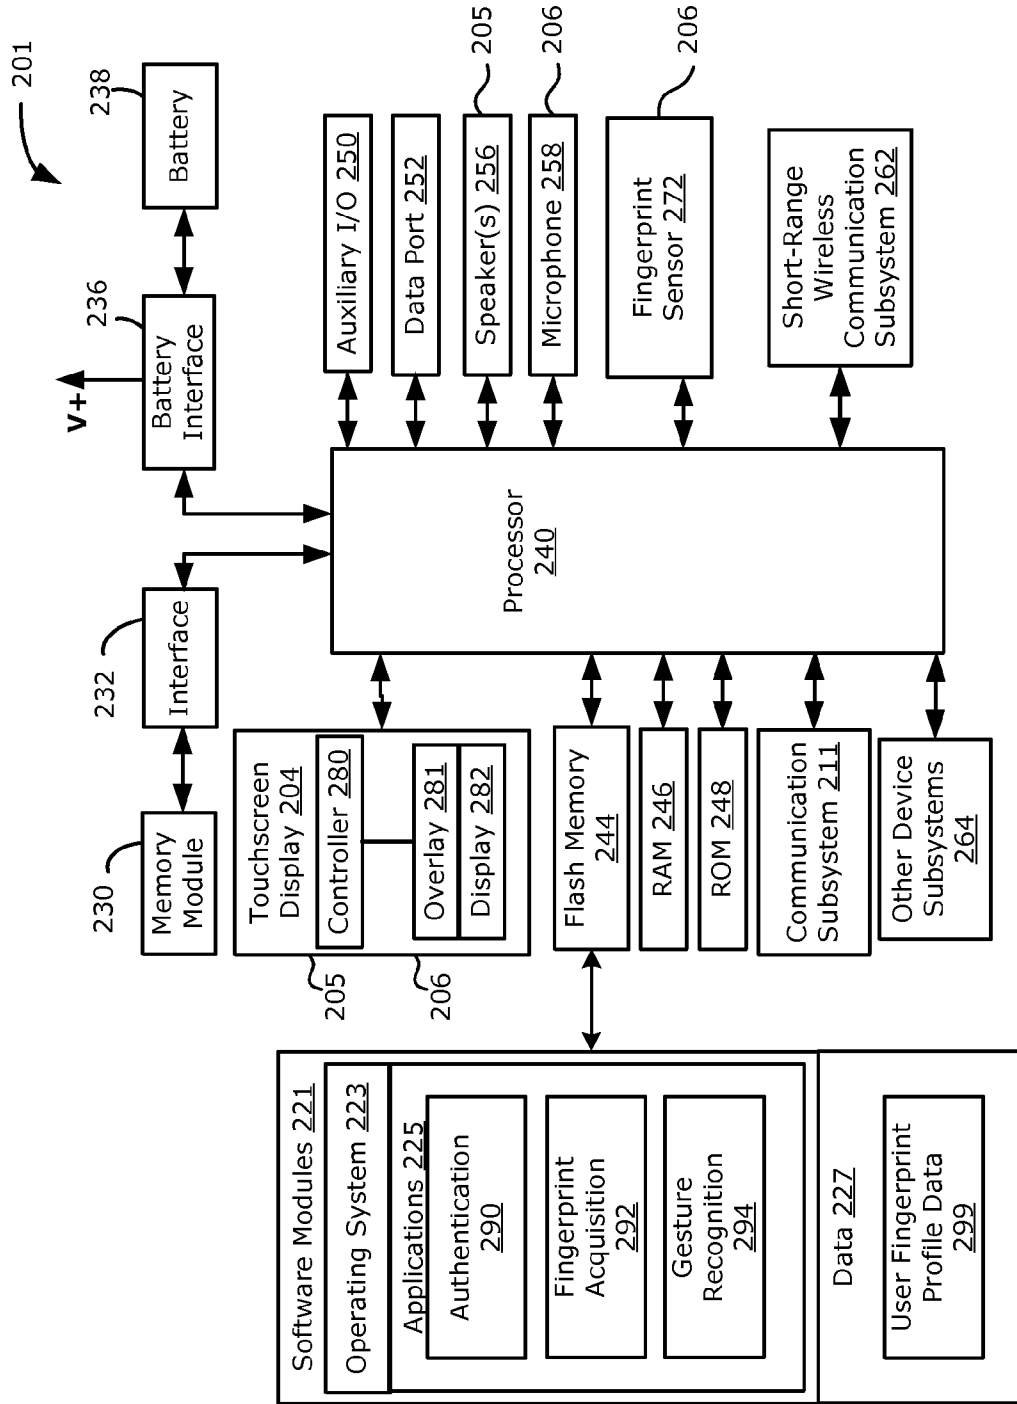 201
230
Memory
Module
232
Interface
V+
236
Battery
Interface
238
Battery
Touchscreen
Display 204
Controller 280
Overlay 281
Display 282
205
206
Flash Memory
244
RAM 246
ROM 248
Communication
Subsystem 211
Other Device
Subsystems
264
Processor
240
Auxiliary I/O 250
Data Port 252
Speaker(s) 256
205
Microphone 258
206
Fingerprint
Sensor 272
206
Short-Range
Wireless
Communication
Subsystem 262
Software Modules 221
Operating System 223
Applications 225
Authentication
290
Fingerprint
Acquisition
292
Gesture
Recognition
294
Data 227
User Fingerprint
Profile Data
299